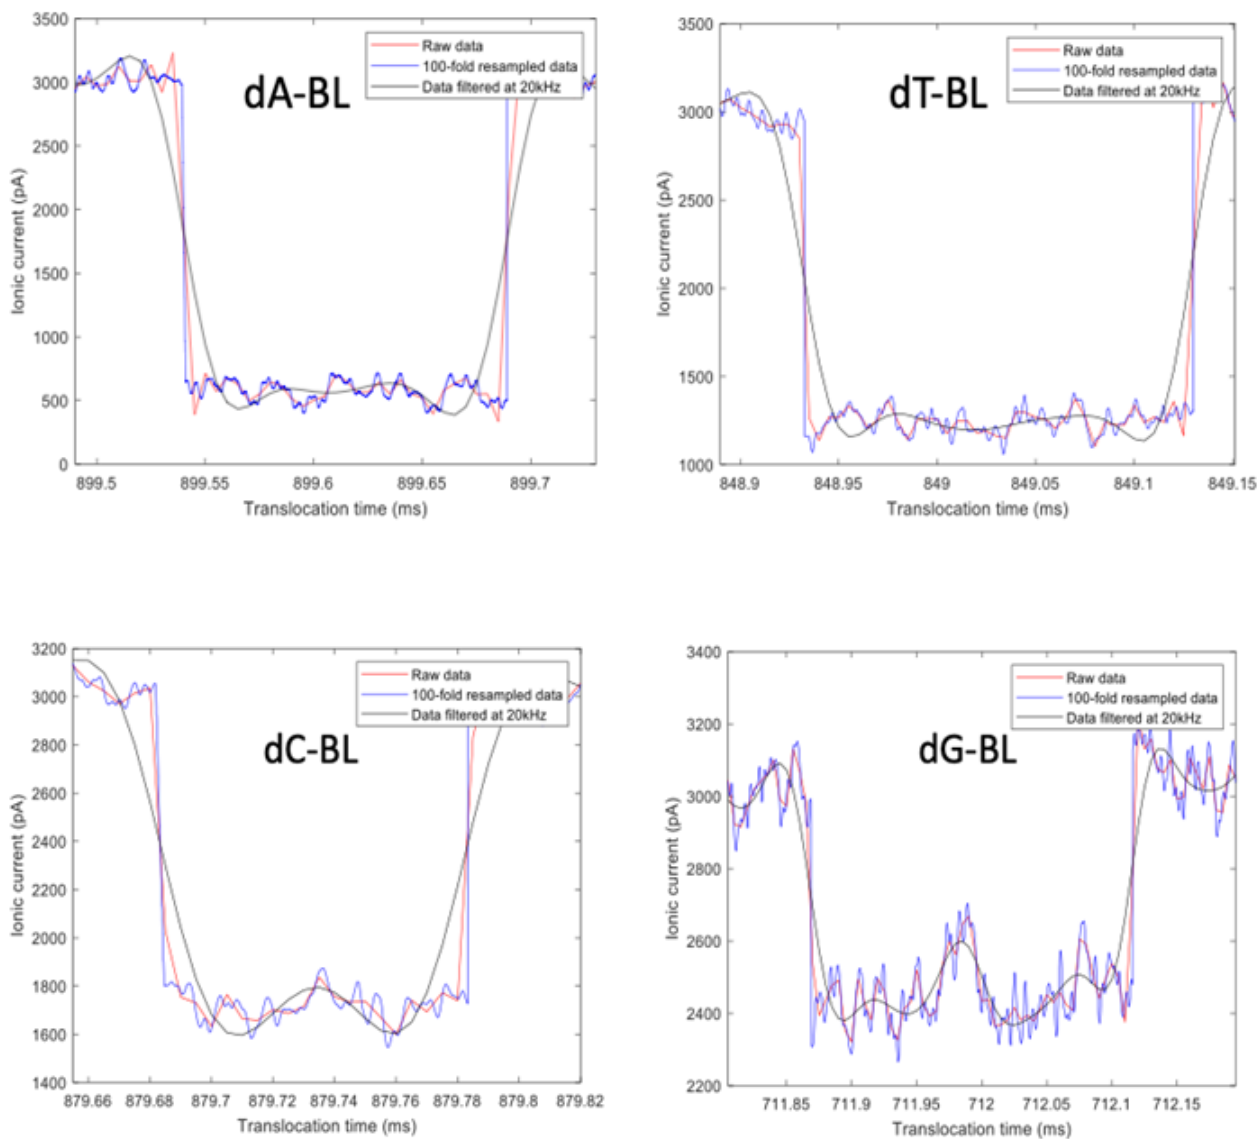 3500
3000
2500
2000
1500
1000
500
0
Ionic current (pA)
Raw data
100-fold resampled data
Data filtered at 20kHz
dA-BL
899.5 899.55 899.6 899.65 899.7
Translocation time (ms)
3500
3000
2500
2000
1500
1000
Ionic current (pA)
Raw data
100-fold resampled data
Data filtered at 20kHz
dT-BL
848.9 848.95 849 849.05 849.1 849.15
Translocation time (ms)
3200
3000
2800
2600
2400
2200
2000
1800
1600
1400
Ionic current (pA)
Raw data
100-fold resampled data
Data filtered at 20kHz
dC-BL
879.66 879.68 879.7 879.72 879.74 879.76 879.78 879.8 879.82
Translocation time (ms)
3400
3200
3000
2800
2600
2400
2200
Ionic current (pA)
Raw data
100-fold resampled data
Data filtered at 20kHz
dG-BL
711.85 711.9 711.95 712 712.05 712.1 712.15
Translocation time (ms)